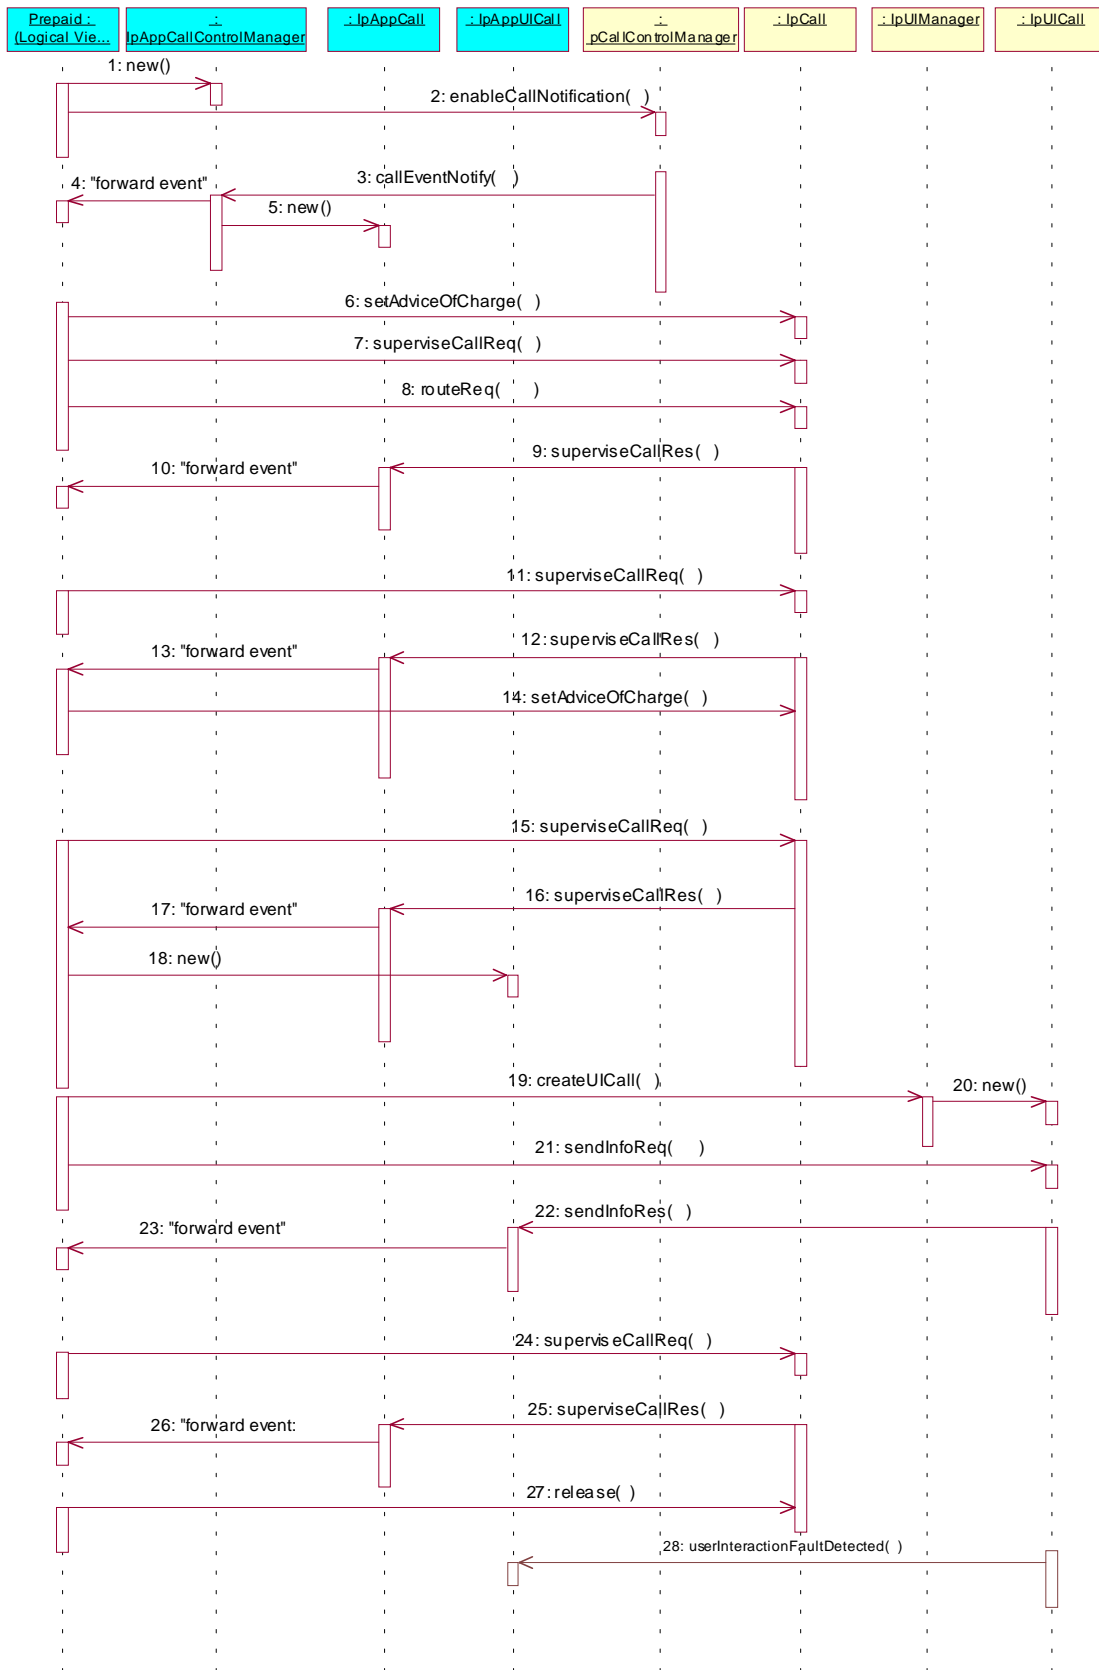 Prepaid :
(Logical Vie...
:
IpAppCallControlManager
: IpAppCall
: IpAppUICall
:
pCallControlManager
: IpCall
: IpUIManager
: IpUICall
1: new()
2: enableCallNotification( )
3: callEventNotify( )
4: "forward event"
5: new()
6: setAdviceOfCharge( )
7: superviseCallReq( )
8: routeReq( )
9: superviseCallRes( )
10: "forward event"
11: superviseCallReq( )
12: superviseCallRes( )
13: "forward event"
14: setAdviceOfCharge( )
15: superviseCallReq( )
16: superviseCallRes( )
17: "forward event"
18: new()
19: createUICall( )
20: new()
21: sendInfoReq( )
22: sendInfoRes( )
23: "forward event"
24: superviseCallReq( )
25: superviseCallRes( )
26: "forward event:
27: release( )
28: userInteractionFaultDetected( )